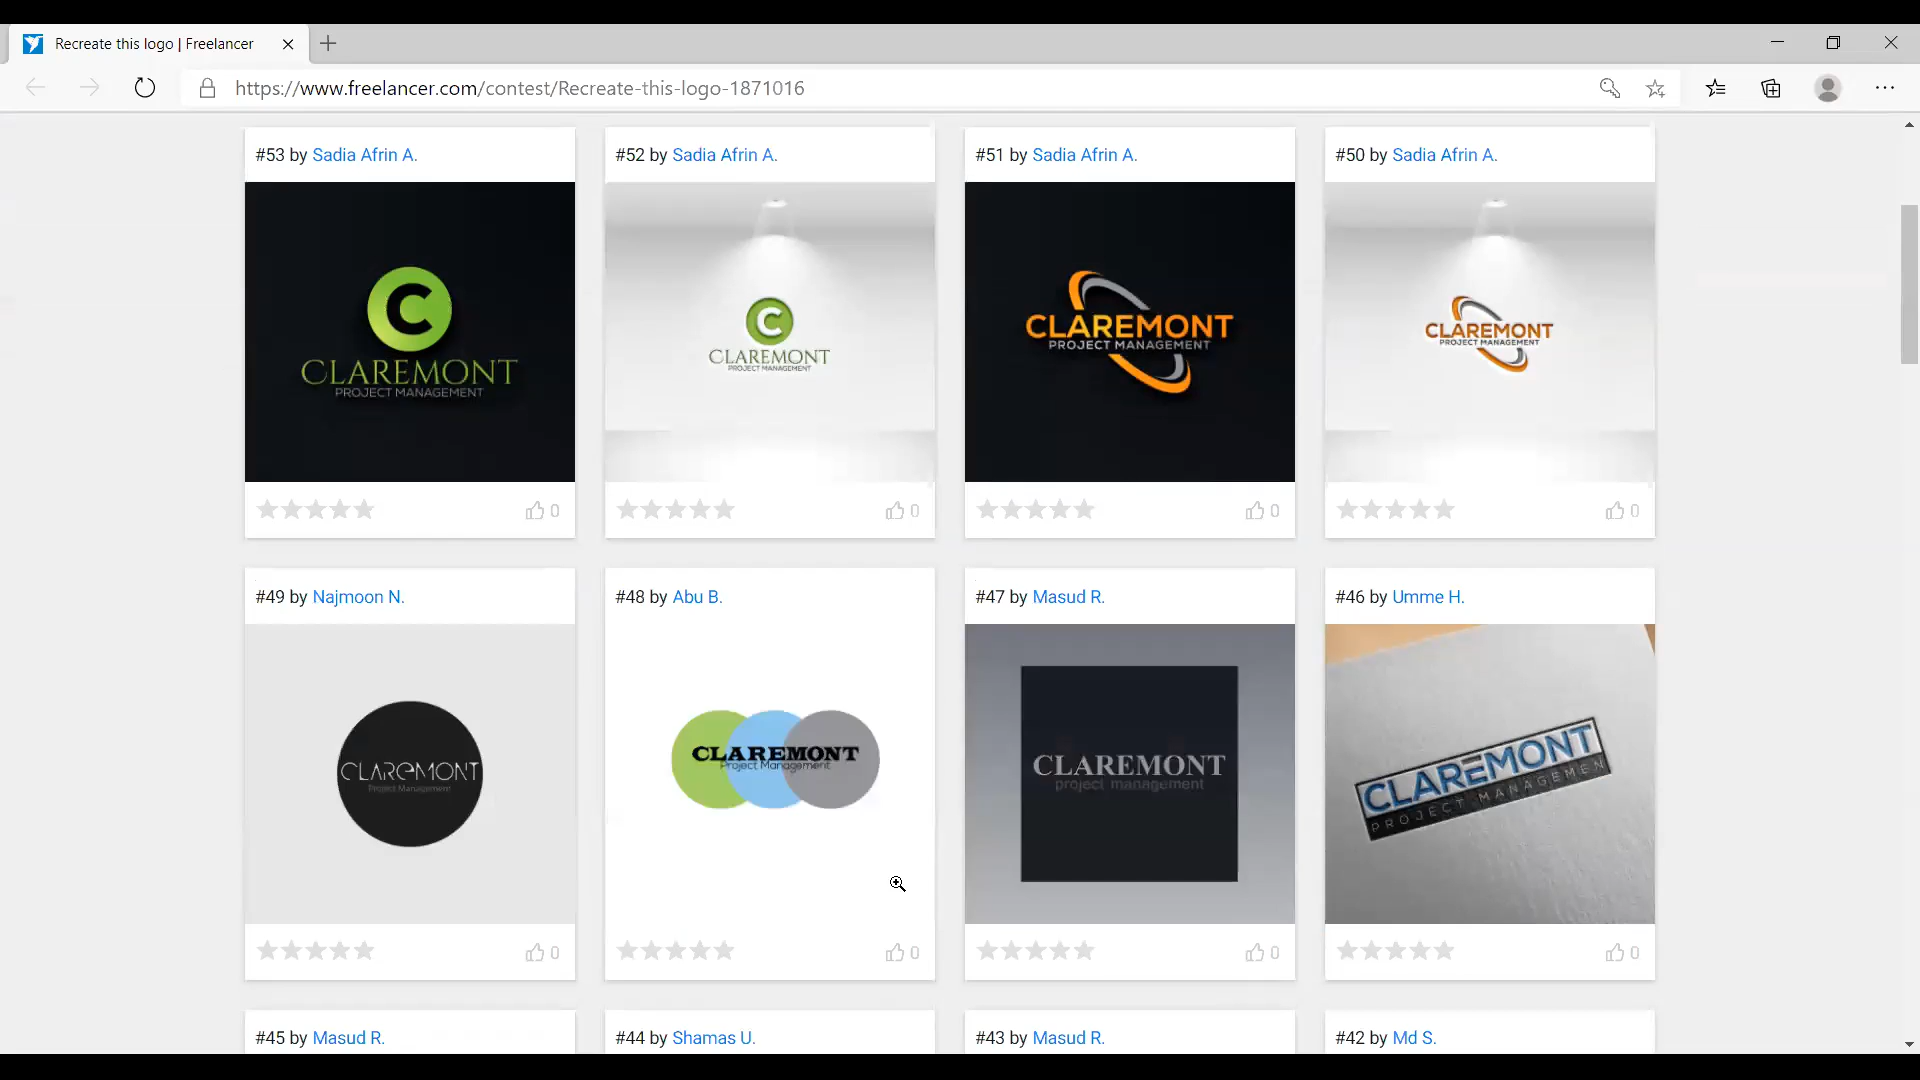 Recreate this logo | Freelancer
https://www.freelancer.com/contest/Recreate-this-logo-1871016
#53 by Sadia Afrin A.
#52 by Sadia Afrin A.
#51 by Sadia Afrin A.
#50 by Sadia Afrin A.
C
CLAREMONT
PROJECT MANAGEMENT
C
CLAREMONT
PROJECT MANAGEMENT
CLAREMONT
PROJECT MANAGEMENT
CLAREMONT
PROJECT MANAGEMENT
0
0
0
0
#49 by Najmoon N.
#48 by Abu B.
#47 by Masud R.
#46 by Umme H.
CLAReMONT
Project Management
CLAREMONT
Project Management
CLAREMONT
project management
CLAREMONT
PROJECT MANAGEMEN
0
0
0
0
#45 by Masud R.
#44 by Shamas U.
#43 by Masud R.
#42 by Md S.